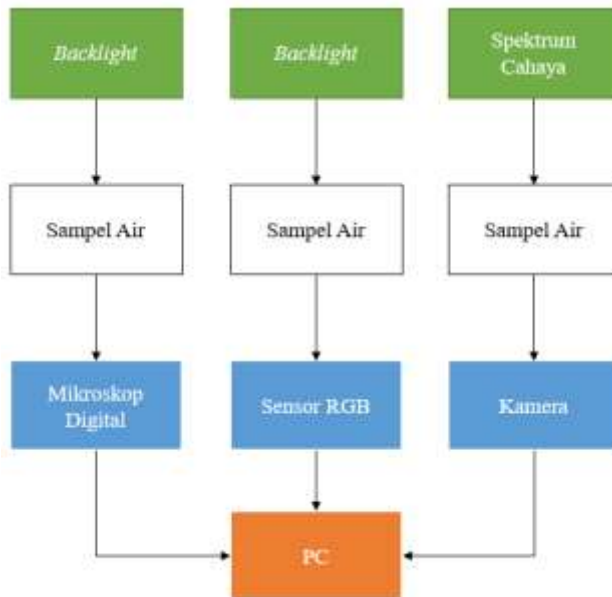 Backlight
Backlight
Spektrum
Cahaya
Sampel Air
Sampel Air
Sampel Air
Mikroskop
Digital
Sensor RGB
Kamera
PC